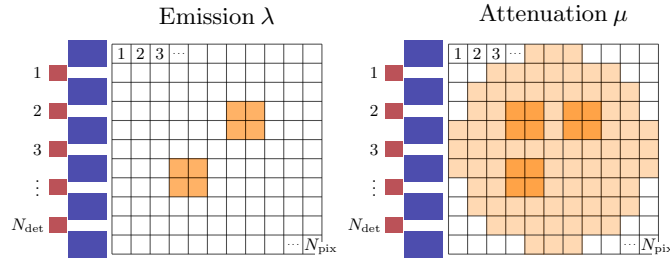 Emission λ
1 2 3 ...
1
2
3
⋮
N_det
... N_pix
Attenuation μ
1 2 3 ...
1
2
3
⋮
N_det
... N_pix